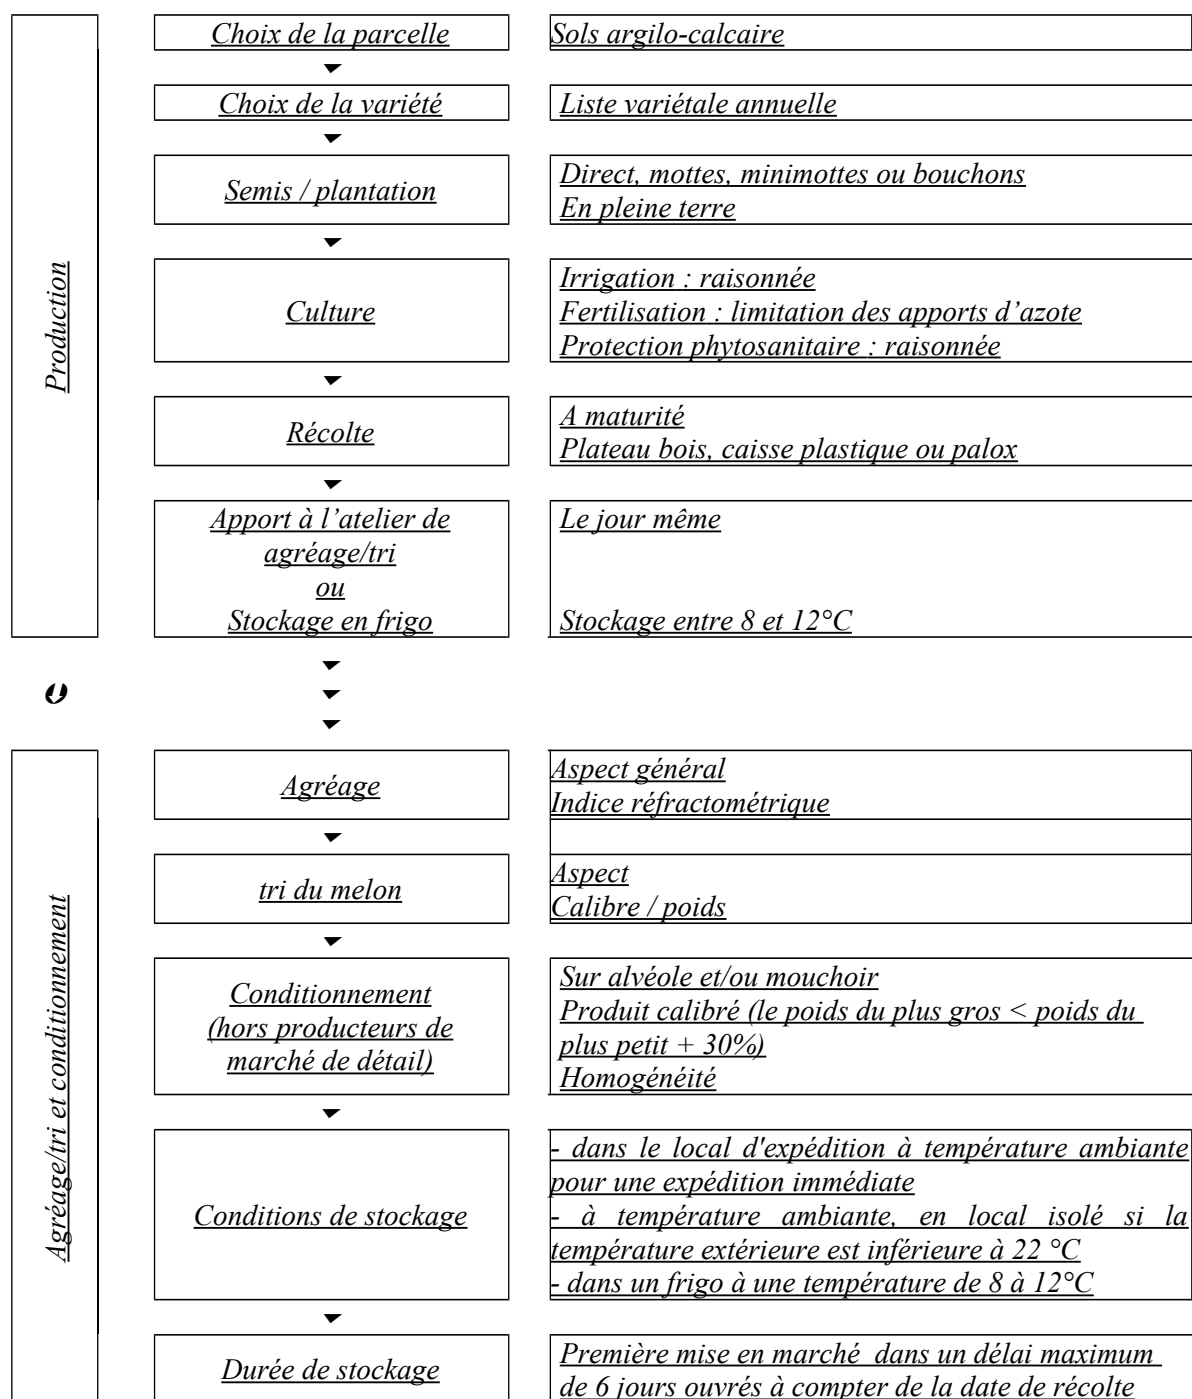 Production
Choix de la parcelle
Sols argilo-calcaire
Choix de la variété
Liste variétale annuelle
Semis / plantation
Direct, mottes, minimottes ou bouchons
En pleine terre
Culture
Irrigation : raisonnée
Fertilisation : limitation des apports d’azote
Protection phytosanitaire : raisonnée
Récolte
A maturité
Plateau bois, caisse plastique ou palox
Apport à l’atelier de
agréage/tri
ou
Stockage en frigo
Le jour même
Stockage entre 8 et 12°C
Agréage/tri et conditionnement
Agréage
Aspect général
Indice réfractométrique
tri du melon
Aspect
Calibre / poids
Conditionnement
(hors producteurs de
marché de détail)
Sur alvéole et/ou mouchoir
Produit calibré (le poids du plus gros < poids du
plus petit + 30%)
Homogénéité
Conditions de stockage
- dans le local d'expédition à température ambiante
pour une expédition immédiate
- à température ambiante, en local isolé si la
température extérieure est inférieure à 22 °C
- dans un frigo à une température de 8 à 12°C
Durée de stockage
Première mise en marché dans un délai maximum
de 6 jours ouvrés à compter de la date de récolte